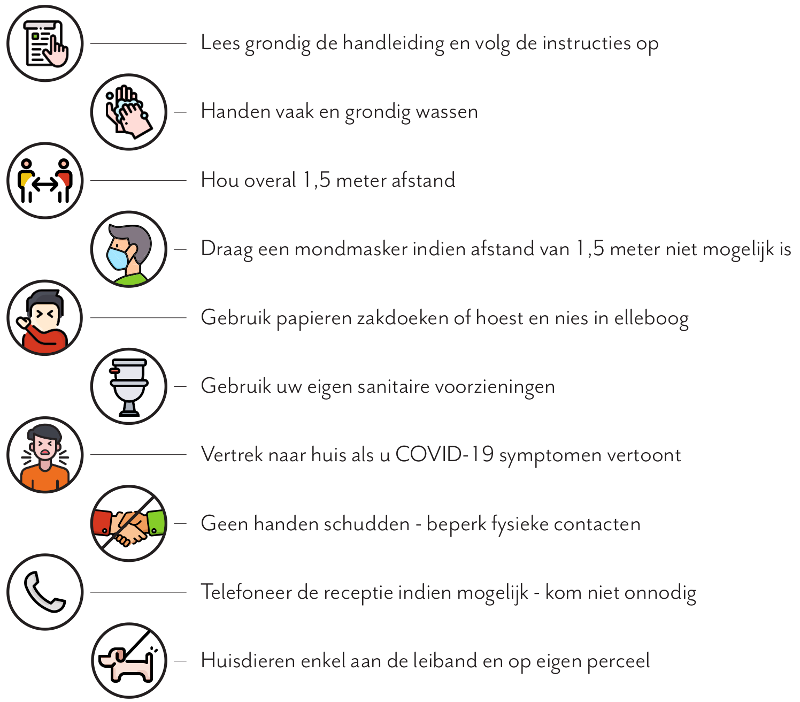 Lees grondig de handleiding en volg de instructies op
Handen vaak en grondig wassen
Hou overal 1,5 meter afstand
Draag een mondmasker indien afstand van 1,5 meter niet mogelijk is
Gebruik papieren zakdoeken of hoest en nies in elleboog
Gebruik uw eigen sanitaire voorzieningen
Vertrek naar huis als u COVID-19 symptomen vertoont
Geen handen schudden - beperk fysieke contacten
Telefoneer de receptie indien mogelijk - kom niet onnodig
Huisdieren enkel aan de leiband en op eigen perceel